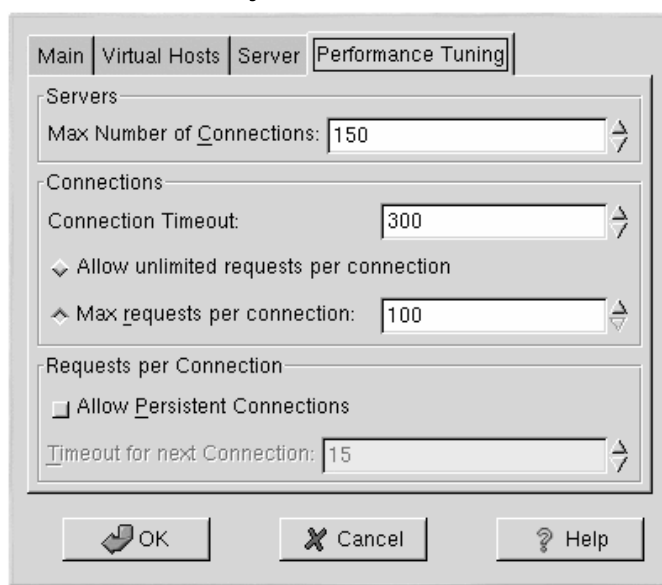 Main Virtual Hosts Server Performance Tuning
Servers
Max Number of Connections: 150
Connections
Connection Timeout: 300
Allow unlimited requests per connection
Max requests per connection: 100
Requests per Connection
Allow Persistent Connections
Timeout for next Connection: 15
OK Cancel Help